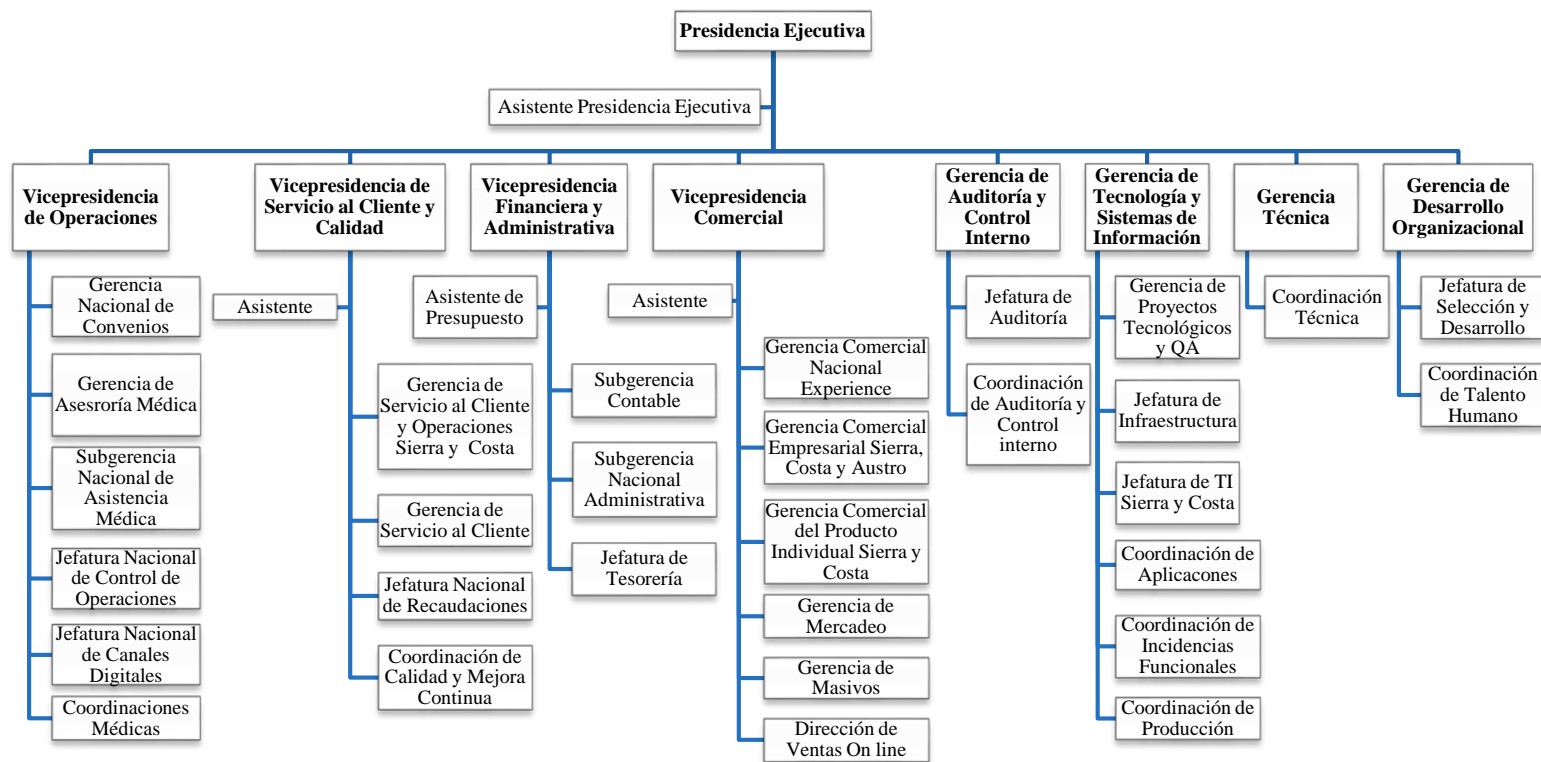 Presidencia Ejecutiva
Asistente Presidencia Ejecutiva
Vicepresidencia
de Operaciones
Vicepresidencia de
Servicio al Cliente y
Calidad
Vicepresidencia
Financiera y
Administrativa
Vicepresidencia
Comercial
Gerencia de
Auditoría y
Control
Interno
Gerencia de
Tecnología y
Sistemas de
Información
Gerencia
Técnica
Gerencia de
Desarrollo
Organizacional
Gerencia
Nacional de
Convenios
Gerencia de
Asesroría Médica
Subgerencia
Nacional de
Asistencia
Médica
Jefatura Nacional
de Control de
Operaciones
Jefatura Nacional
de Canales
Digitales
Coordinaciones
Médicas
Asistente
Gerencia de
Servicio al Cliente
y Operaciones
Sierra y Costa
Gerencia de
Servicio al Cliente
Jefatura Nacional
de Recaudaciones
Coordinación de
Calidad y Mejora
Continua
Asistente de
Presupuesto
Subgerencia
Contable
Subgerencia
Nacional
Administrativa
Jefatura de
Tesorería
Asistente
Gerencia Comercial
Nacional
Experience
Gerencia Comercial
Empresarial Sierra,
Costa y Austro
Gerencia Comercial
del Producto
Individual Sierra y
Costa
Gerencia de
Mercadeo
Gerencia de
Masivos
Dirección de
Ventas On line
Jefatura de
Auditoría
Coordinación
de Auditoría y
Control
interno
Gerencia de
Proyectos
Tecnológicos
y QA
Jefatura de
Infraestructura
Jefatura de TI
Sierra y Costa
Coordinación de
Aplicacones
Coordinación de
Incidencias
Funcionales
Coordinación de
Producción
Coordinación
Técnica
Jefatura de
Selección y
Desarrollo
Coordinación
de Talento
Humano